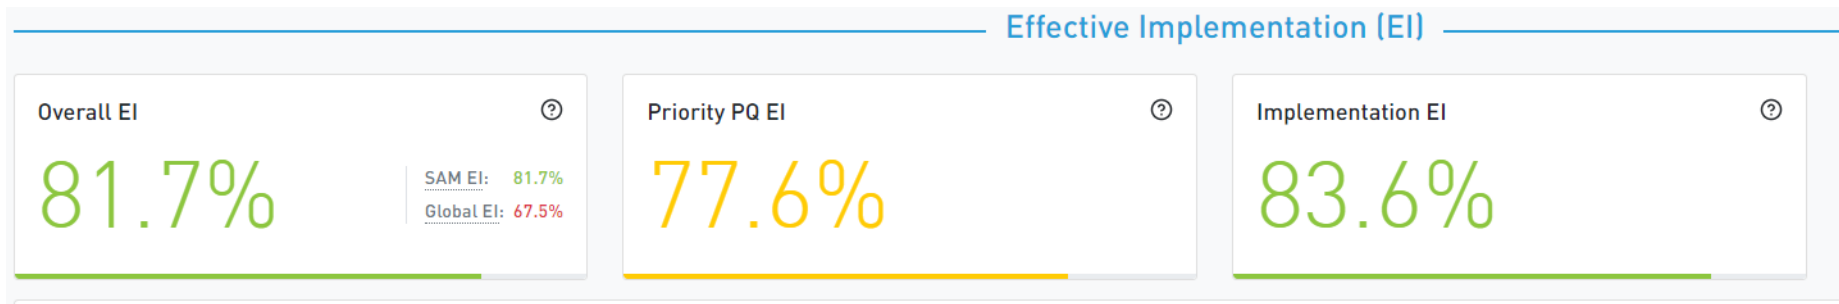 Effective Implementation (EI)
Overall EI
81.7%
SAM EI: 81.7%
Global EI: 67.5%
Priority PQ EI
77.6%
Implementation EI
83.6%